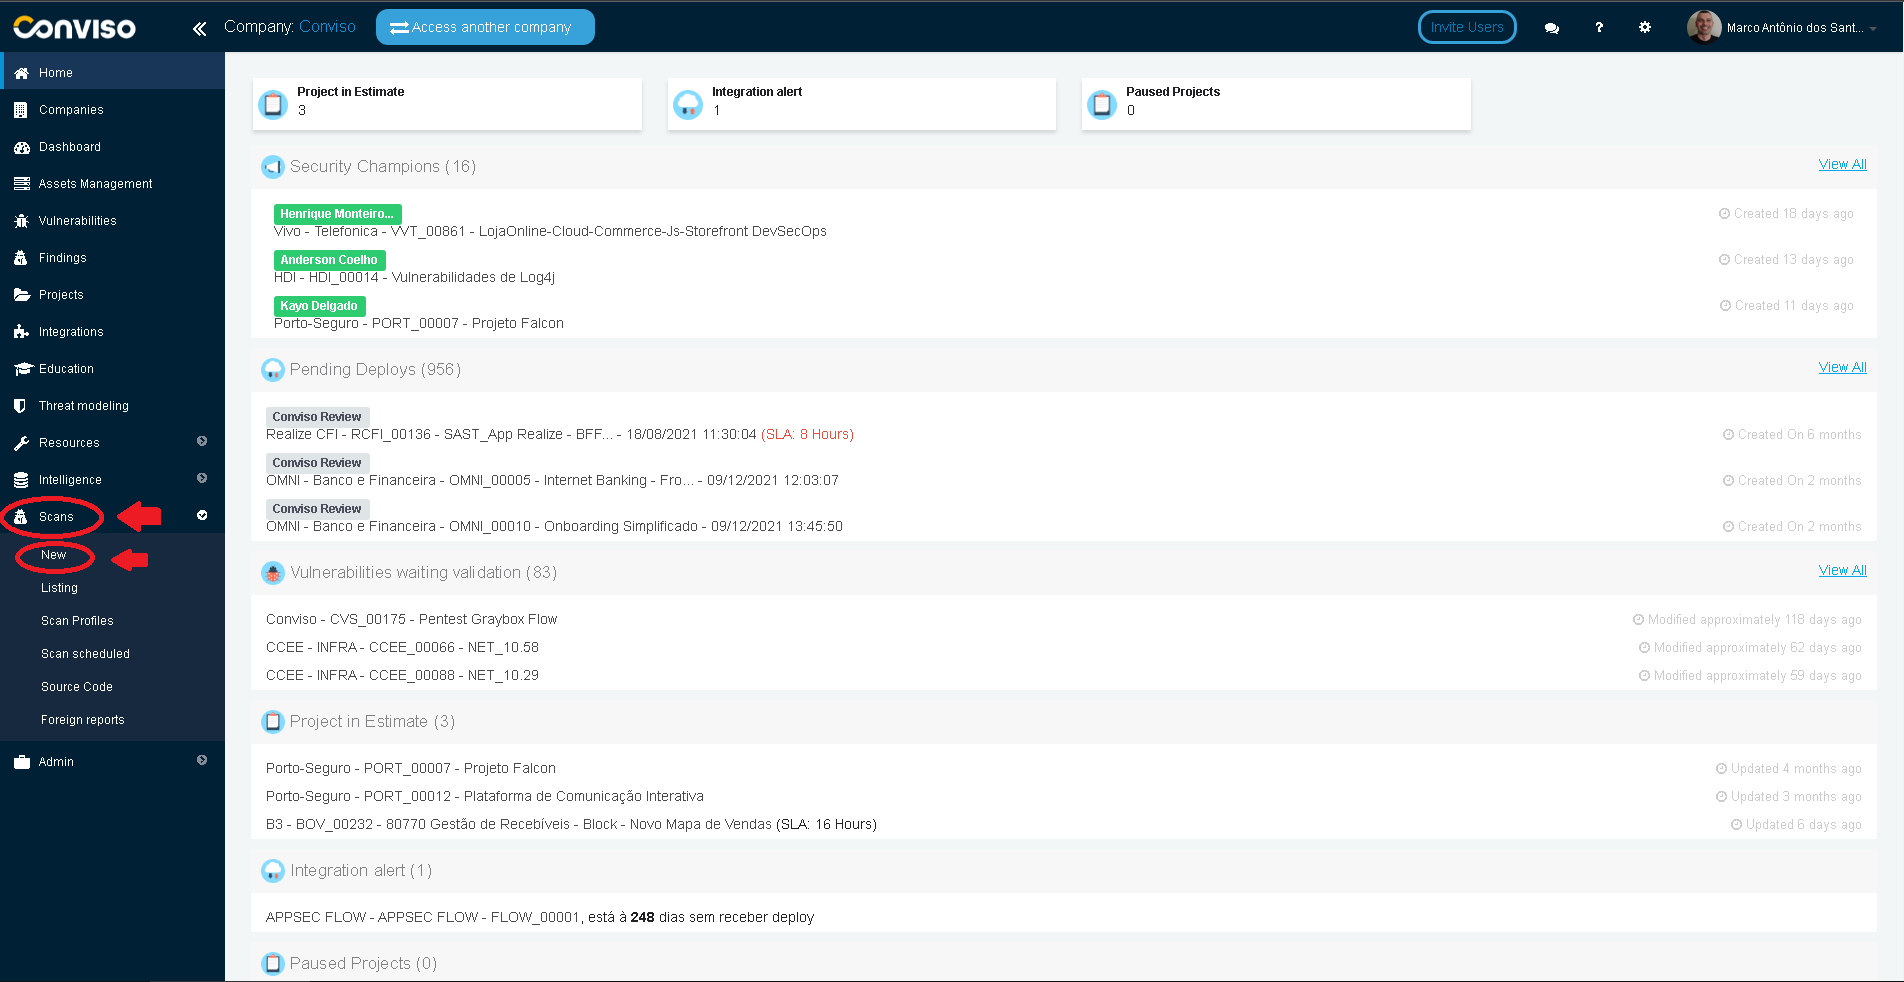 Conviso
Company: Conviso
Access another company
Invite Users
?
Marco Antônio dos Sant...
Home
Companies
Dashboard
Assets Management
Vulnerabilities
Findings
Projects
Integrations
Education
Threat modeling
Resources
Intelligence
Scans
New
Listing
Scan Profiles
Scan scheduled
Source Code
Foreign reports
Admin
Project in Estimate
3
Integration alert
1
Paused Projects
0
Security Champions (16)
View All
Henrique Monteiro...
Vivo - Telefonica - VVT_00861 - LojaOnline-Cloud-Commerce-Js-Storefront DevSecOps
Created 18 days ago
Anderson Coelho
HDI - HDI_00014 - Vulnerabilidades de Log4j
Created 13 days ago
Kayo Delgado
Porto-Seguro - PORT_00007 - Projeto Falcon
Created 11 days ago
Pending Deploys (956)
View All
Conviso Review
Realize CFI - RCFI_00136 - SAST_App Realize - BFF... - 18/08/2021 11:30:04 (SLA: 8 Hours)
Created On 6 months
Conviso Review
OMNI - Banco e Financeira - OMNI_00005 - Internet Banking - Fro... - 09/12/2021 12:03:07
Created On 2 months
Conviso Review
OMNI - Banco e Financeira - OMNI_00010 - Onboarding Simplificado - 09/12/2021 13:45:50
Created On 2 months
Vulnerabilities waiting validation (83)
View All
Conviso - CVS_00175 - Pentest Graybox Flow
Modified approximately 118 days ago
CCEE - INFRA - CCEE_00066 - NET_10.58
Modified approximately 62 days ago
CCEE - INFRA - CCEE_00088 - NET_10.29
Modified approximately 59 days ago
Project in Estimate (3)
Porto-Seguro - PORT_00007 - Projeto Falcon
Updated 4 months ago
Porto-Seguro - PORT_00012 - Plataforma de Comunicação Interativa
Updated 3 months ago
B3 - BOV_00232 - 80770 Gestão de Recebíveis - Block - Novo Mapa de Vendas (SLA: 16 Hours)
Updated 6 days ago
Integration alert (1)
APPSEC FLOW - APPSEC FLOW - FLOW_00001, está à 248 dias sem receber deploy
Paused Projects (0)